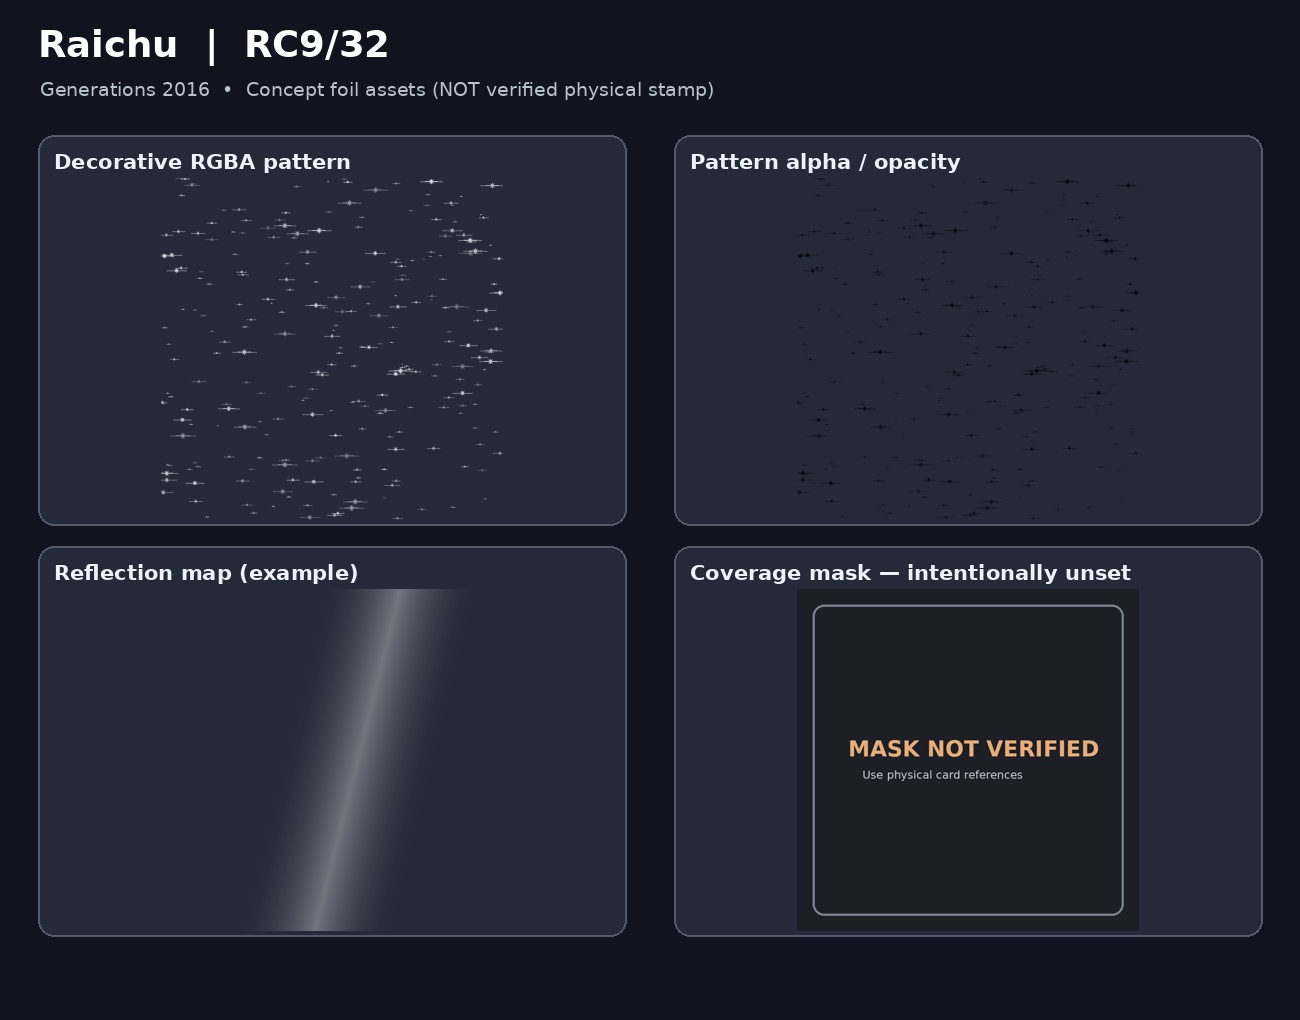 Raichu | RC9/32
Generations 2016 • Concept foil assets (NOT verified physical stamp)
Decorative RGBA pattern
Pattern alpha / opacity
Reflection map (example)
Coverage mask — intentionally unset
MASK NOT VERIFIED
Use physical card references